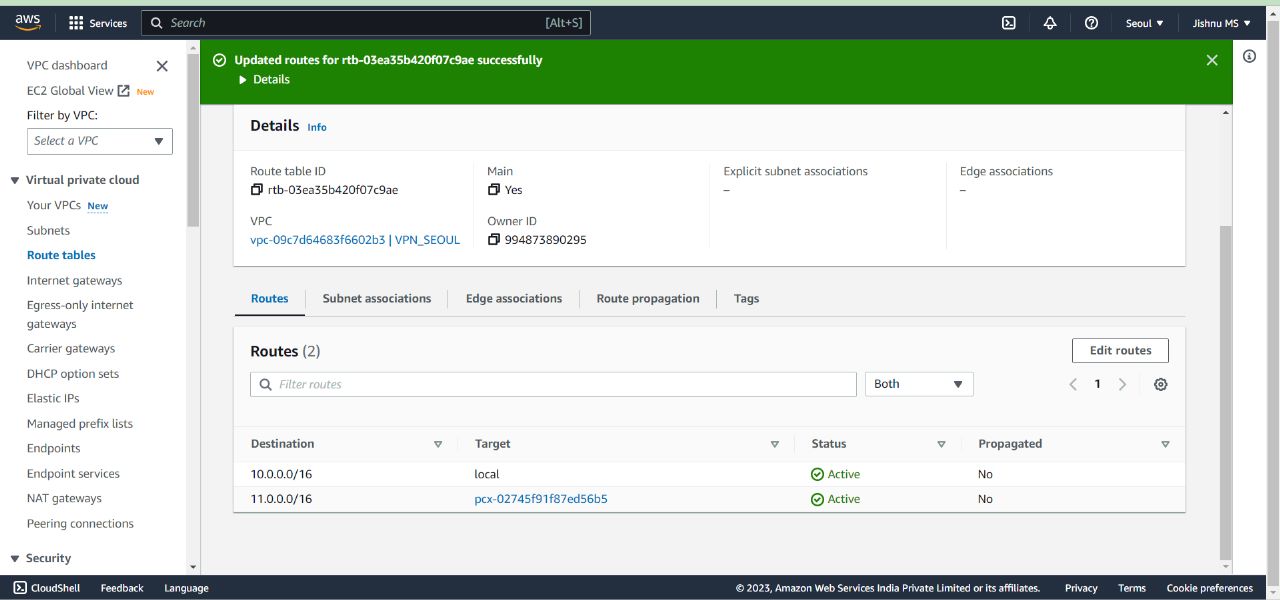 aws
Services
Search [Alt+S]
Seoul
Jishnu MS
VPC dashboard
EC2 Global View New
Filter by VPC:
Select a VPC
Virtual private cloud
Your VPCs New
Subnets
Route tables
Internet gateways
Egress-only internet
gateways
Carrier gateways
DHCP option sets
Elastic IPs
Managed prefix lists
Endpoints
Endpoint services
NAT gateways
Peering connections
Security
Updated routes for rtb-03ea35b420f07c9ae successfully
Details
Details Info
Route table ID
rtb-03ea35b420f07c9ae
Main
Yes
Explicit subnet associations
–
Edge associations
–
VPC
vpc-09c7d64683f6602b3 | VPN_SEOUL
Owner ID
994873890295
Routes Subnet associations Edge associations Route propagation Tags
Routes (2)
Edit routes
Filter routes
Both
1
Destination Target Status Propagated
10.0.0.0/16 local Active No
11.0.0.0/16 pcx-02745f91f87ed56b5 Active No
CloudShell Feedback Language © 2023, Amazon Web Services India Private Limited or its affiliates. Privacy Terms Cookie preferences